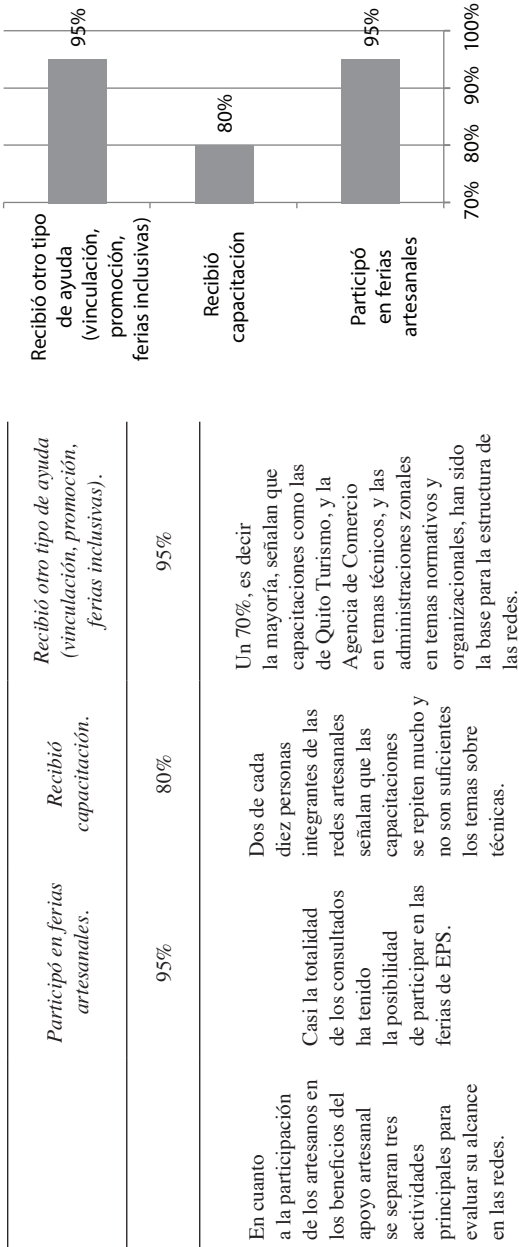 Participó en ferias
artesanales.
Recibió
capacitación.
Recibió otro tipo de ayuda
(vinculación, promoción,
ferias inclusivas).
95%
80%
95%
En cuanto
a la participación
de los artesanos en
los beneficios del
apoyo artesanal
se separan tres
actividades
principales para
evaluar su alcance
en las redes.
Casi la totalidad
de los consultados
ha tenido
la posibilidad
de participar en las
ferias de EPS.
Dos de cada
diez personas
integrantes de las
redes artesanales
señalan que las
capacitaciones
se repiten mucho y
no son suficientes
los temas sobre
técnicas.
Un 70%, es decir
la mayoría, señalan que
capacitaciones como las
de Quito Turismo, y la
Agencia de Comercio
en temas técnicos, y las
administraciones zonales
en temas normativos y
organizacionales, han sido
la base para la estructura de
las redes.
Recibió otro tipo
de ayuda
(vinculación,
promoción,
ferias inclusivas)
95%
Recibió
capacitación
80%
Participó
en ferias
artesanales
95%
70%
80%
90%
100%